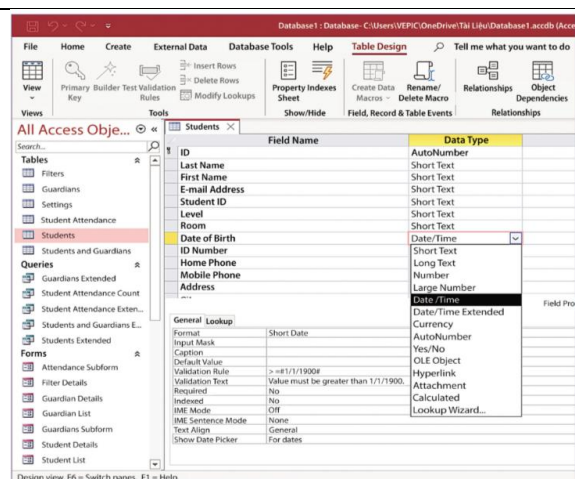 Database1 : Database- C:\Users\VEPIC\OneDrive\Tài Liệu\Database1.accdb (Acce
File Home Create External Data Database Tools Help Table Design Tell me what you want to do
View
Primary Key
Builder
Test Validation Rules
Insert Rows
Delete Rows
Modify Lookups
Property Sheet
Indexes
Create Data Macros
Rename/ Delete Macro
Relationships
Object Dependencies
Views Tools Show/Hide Field, Record & Table Events Relationships
All Access Obje...
Search...
Tables
Filters
Guardians
Settings
Student Attendance
Students
Students and Guardians
Queries
Guardians Extended
Student Attendance Count
Student Attendance Exten...
Students and Guardians E...
Students Extended
Forms
Attendance Subform
Filter Details
Guardian Details
Guardian List
Guardians Subform
Student Details
Student List
Students
Field Name Data Type
ID AutoNumber
Last Name Short Text
First Name Short Text
E-mail Address Short Text
Student ID Short Text
Level Short Text
Room Short Text
Date of Birth Date/Time
ID Number
Home Phone
Mobile Phone
Address
Short Text
Long Text
Number
Large Number
Date /Time
Date/Time Extended
Currency
AutoNumber
Yes/No
OLE Object
Hyperlink
Attachment
Calculated
Lookup Wizard...
Field Pro
General Lookup
Format Short Date
Input Mask
Caption
Default Value
Validation Rule >=#1/1/1900#
Validation Text Value must be greater than 1/1/1900.
Required No
Indexed No
IME Mode Off
IME Sentence Mode None
Text Align General
Show Date Picker For dates
Design view. F6 = Switch panes. F1 = Help.